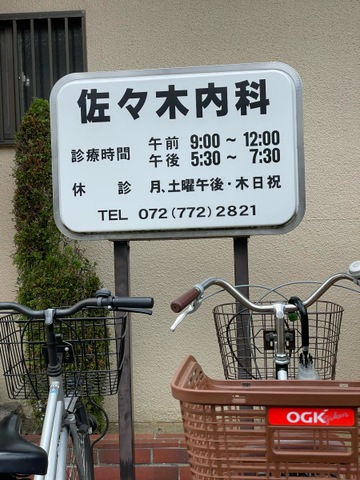 佐々木内科
診療時間 午前 9:00 ~ 12:00
午後 5:30 ~ 7:30
休診 月、土曜午後・木日祝
TEL 072(772)2821
OGK